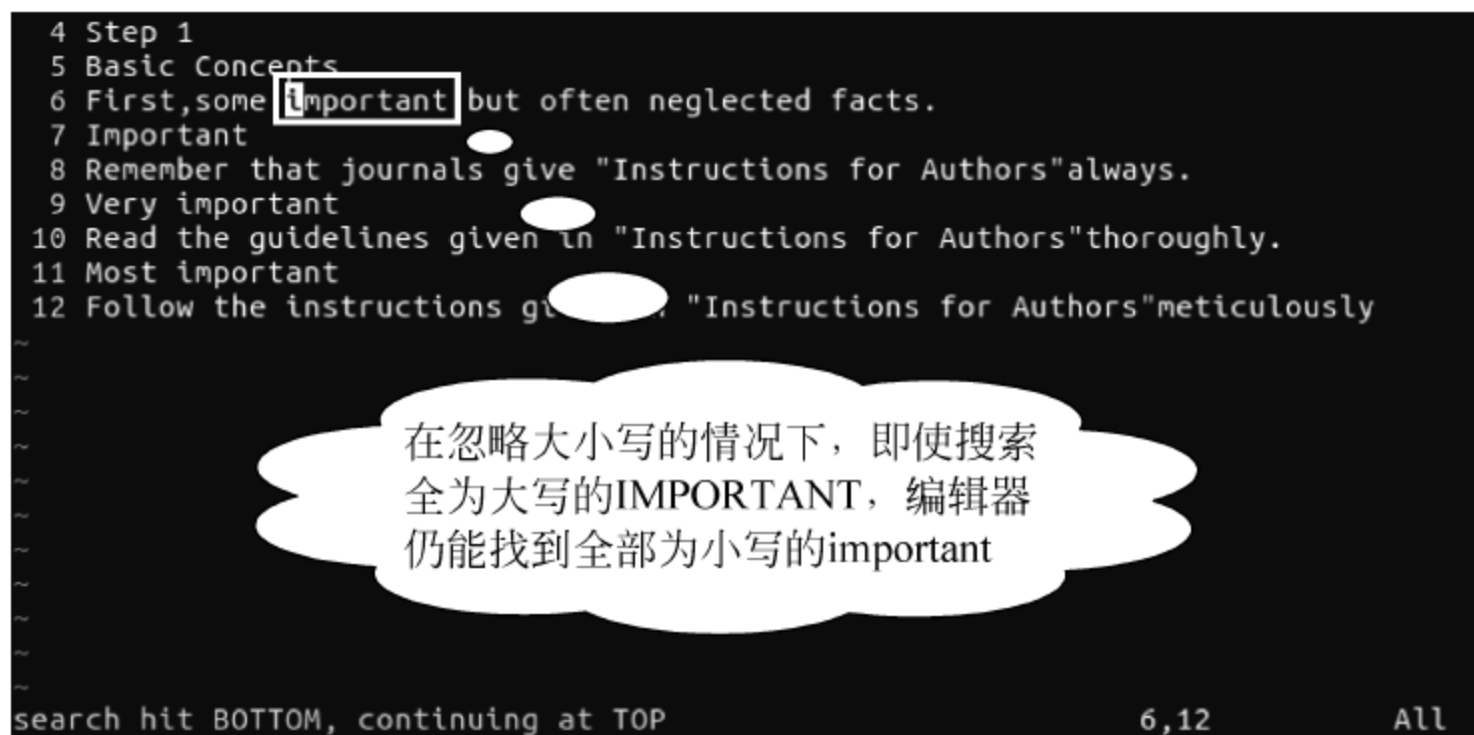 4 Step 1
5 Basic Concepts
6 First,some important but often neglected facts.
7 Important
8 Remember that journals give "Instructions for Authors"always.
9 Very important
10 Read the guidelines given in "Instructions for Authors"thoroughly.
11 Most important
12 Follow the instructions "Instructions for Authors"meticulously
~
~
~
~
~
~
~
~
~
~
~
在忽略大小写的情况下，即使搜索
全为大写的IMPORTANT，编辑器
仍能找到全部为小写的important
search hit BOTTOM, continuing at TOP 6,12 All